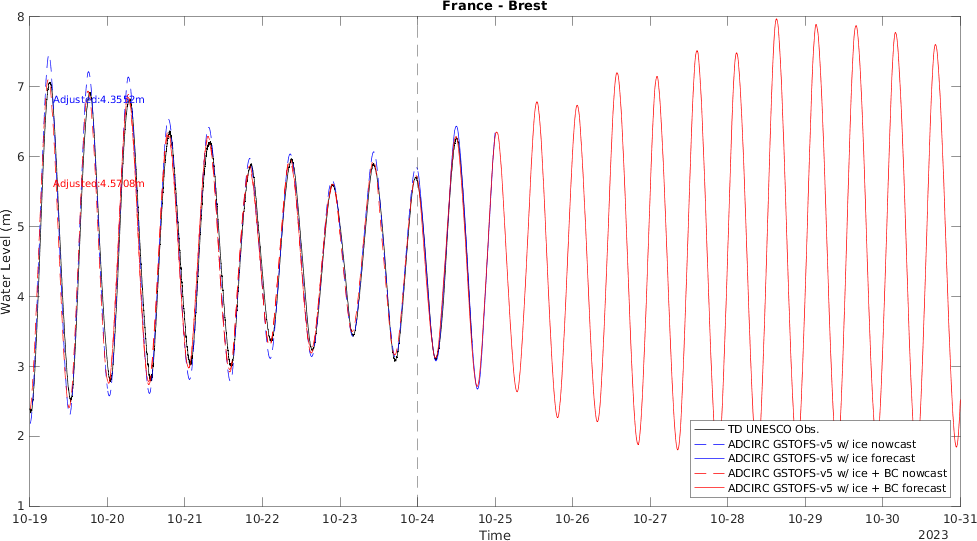 France - Brest
8
7
6
5
4
3
2
1
Water Level (m)
Adjusted:4.3552m
Adjusted:4.5708m
TD UNESCO Obs.
ADCIRC GSTOFS-v5 w/ ice nowcast
ADCIRC GSTOFS-v5 w/ ice forecast
ADCIRC GSTOFS-v5 w/ ice + BC nowcast
ADCIRC GSTOFS-v5 w/ ice + BC forecast
10-19 10-20 10-21 10-22 10-23 10-24 10-25 10-26 10-27 10-28 10-29 10-30 10-31
Time
2023